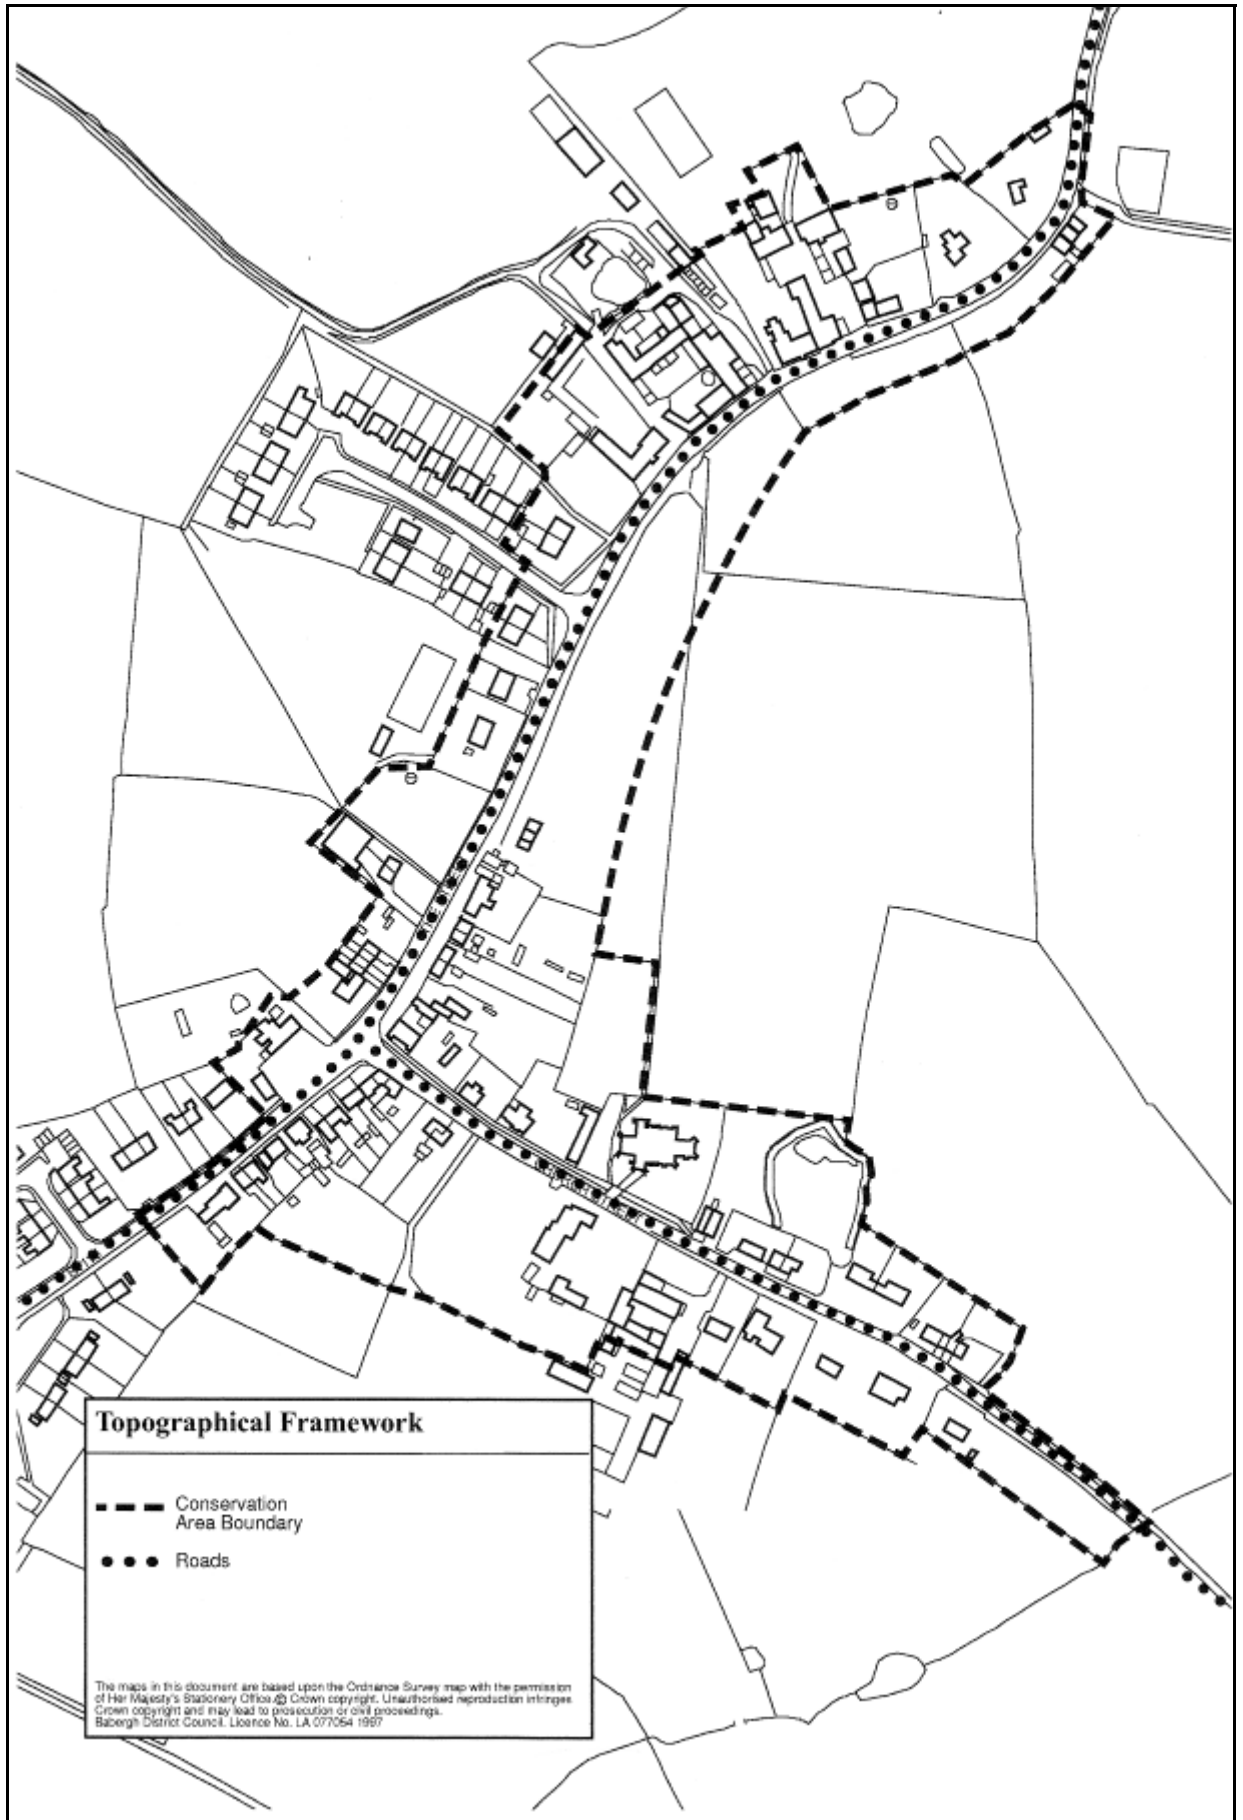 Topographical Framework
Conservation
Area Boundary
Roads
The maps in this document are based upon the Ordnance Survey map with the permission
of Her Majesty's Stationery Office.© Crown copyright. Unauthorised reproduction infringes
Crown copyright and may lead to prosecution or civil proceedings.
Babergh District Council. Licence No. LA 077054 1997